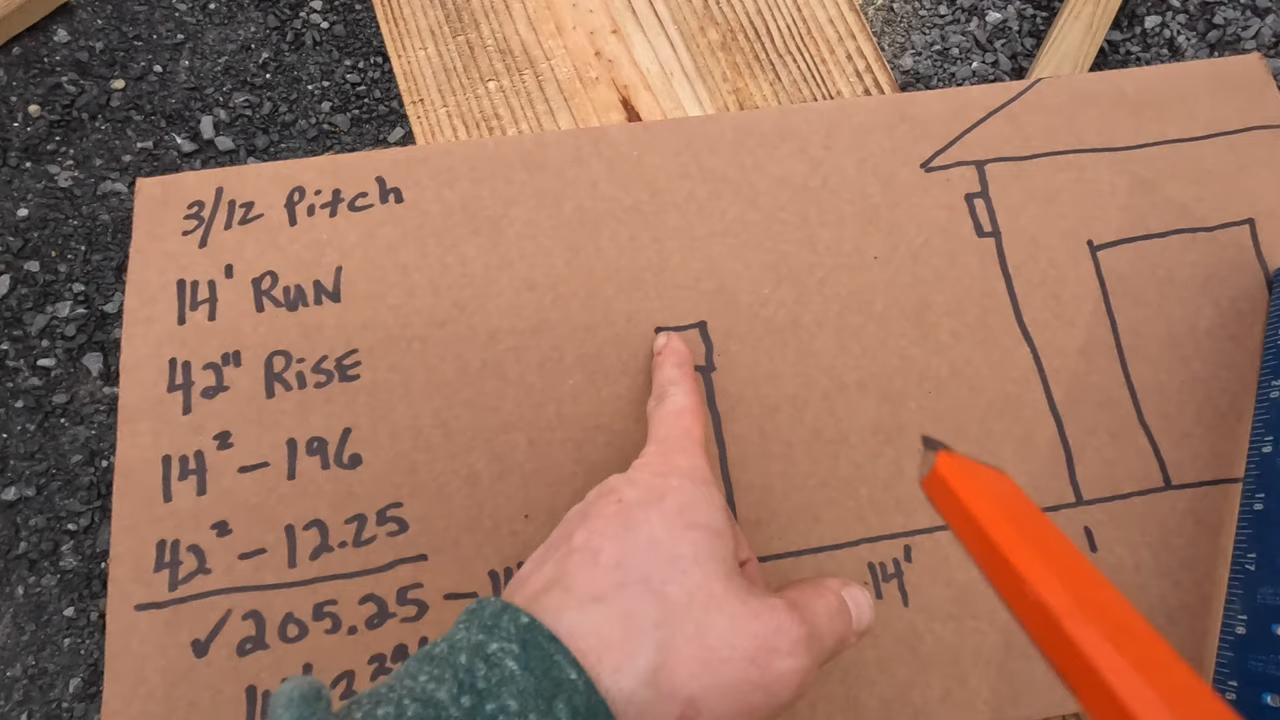 3/12 Pitch
14' RUN
42" RISE
14² - 196
42² - 12.25
√205.25 -
14'